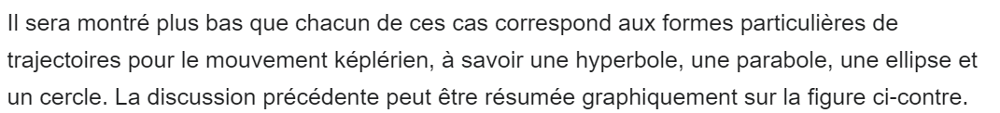 Il sera montré plus bas que chacun de ces cas correspond aux formes particulières de
trajectoires pour le mouvement képlérien, à savoir une hyperbole, une parabole, une ellipse et
un cercle. La discussion précédente peut être résumée graphiquement sur la figure ci-contre.